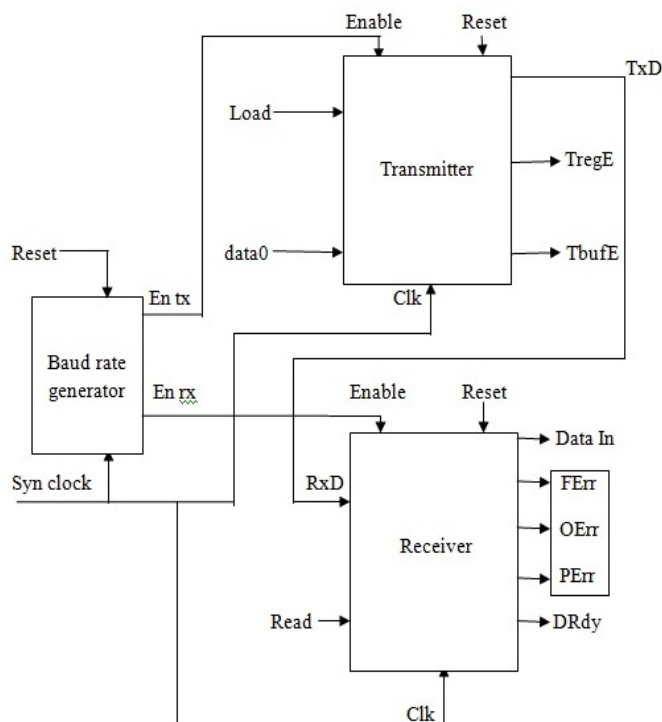 Enable
Reset
TxD
Load
Transmitter
TregE
data0
TbufE
Reset
Clk
En tx
Baud rate
generator
En rx
Enable
Reset
Data In
Syn clock
RxD
FErr
OErr
Receiver
PErr
Read
DRdy
Clk